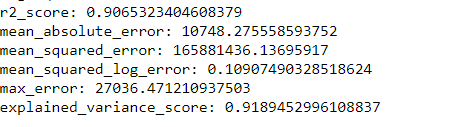 r2_score: 0.9065323404608379
mean_absolute_error: 10748.275558593752
mean_squared_error: 165881436.13695917
mean_squared_log_error: 0.10907490328518624
max_error: 27036.471210937503
explained_variance_score: 0.9189452996108837